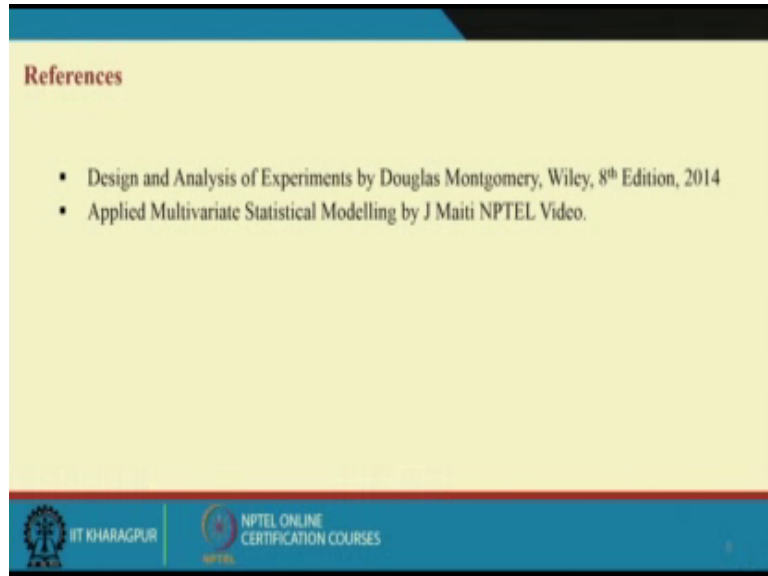 References
▪ Design and Analysis of Experiments by Douglas Montgomery, Wiley, 8th Edition, 2014
▪ Applied Multivariate Statistical Modelling by J Maiti NPTEL Video.
IIT KHARAGPUR
NPTEL
NPTEL ONLINE
CERTIFICATION COURSES